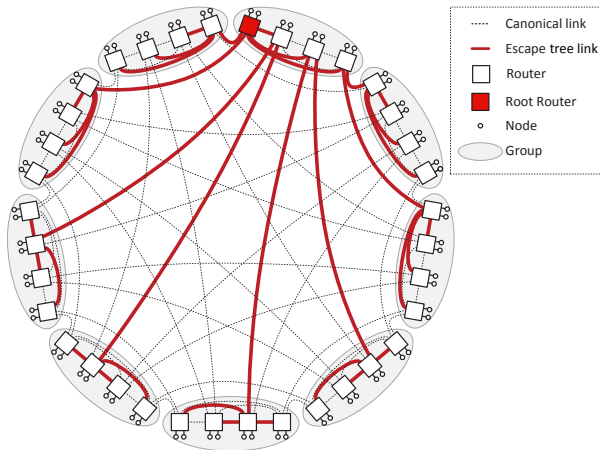 Canonical link
Escape tree link
Router
Root Router
Node
Group